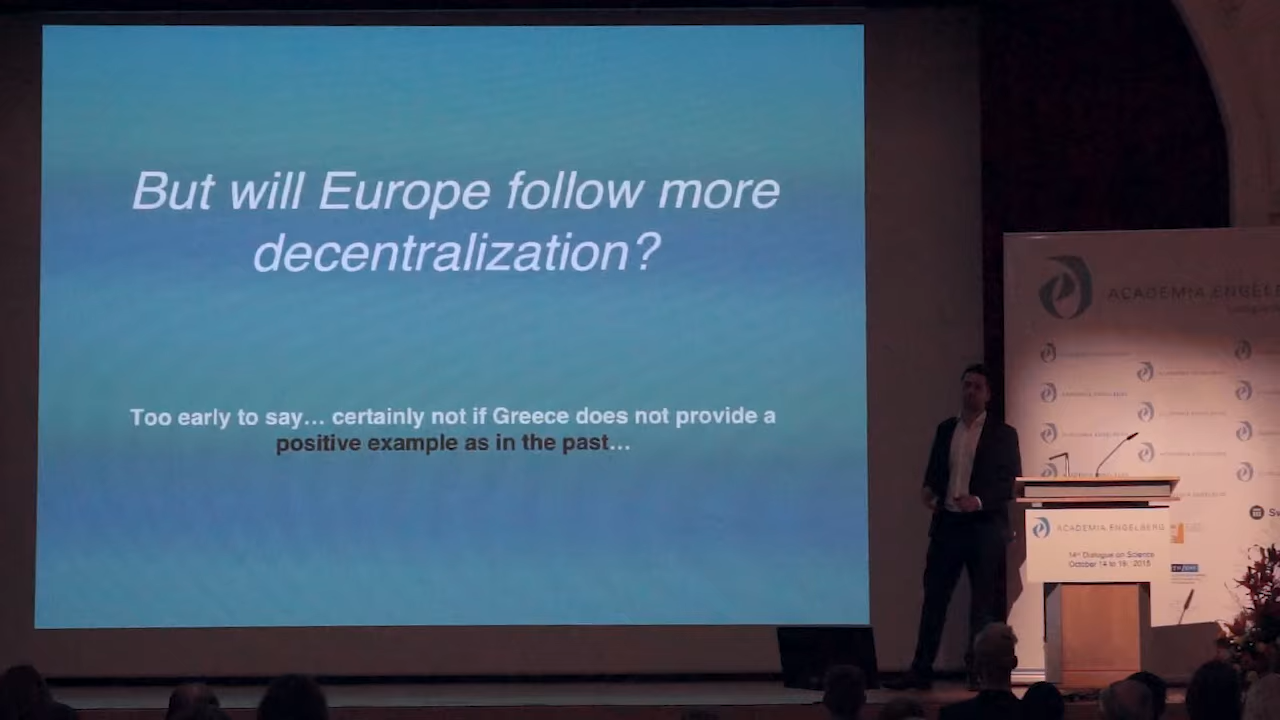 But will Europe follow more
decentralization?
Too early to say... certainly not if Greece does not provide a
positive example as in the past...
ACADEMIA ENGELB
ACADEMIA ENGELBERG
14th Dialogue on Science
October 14 to 16, 2015